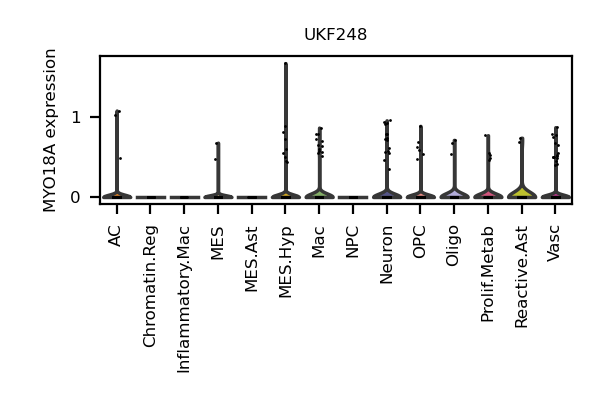 UKF248
MYO18A expression
1
0
AC
Chromatin.Reg
Inflammatory.Mac
MES
MES.Ast
MES.Hyp
Mac
NPC
Neuron
OPC
Oligo
Prolif.Metab
Reactive.Ast
Vasc